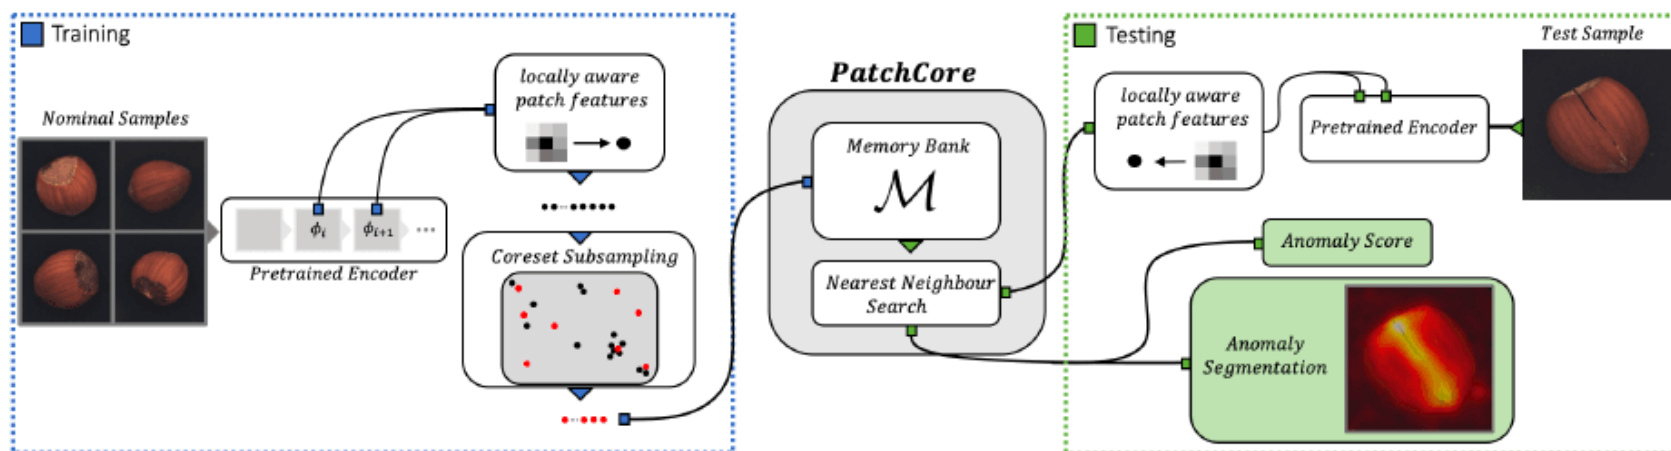 Training
Nominal Samples
ϕᵢ
ϕᵢ₊₁
...
Pretrained Encoder
locally aware
patch features
Coreset Subsampling
PatchCore
Memory Bank
ℳ
Nearest Neighbour
Search
Testing
locally aware
patch features
Pretrained Encoder
Test Sample
Anomaly Score
Anomaly
Segmentation